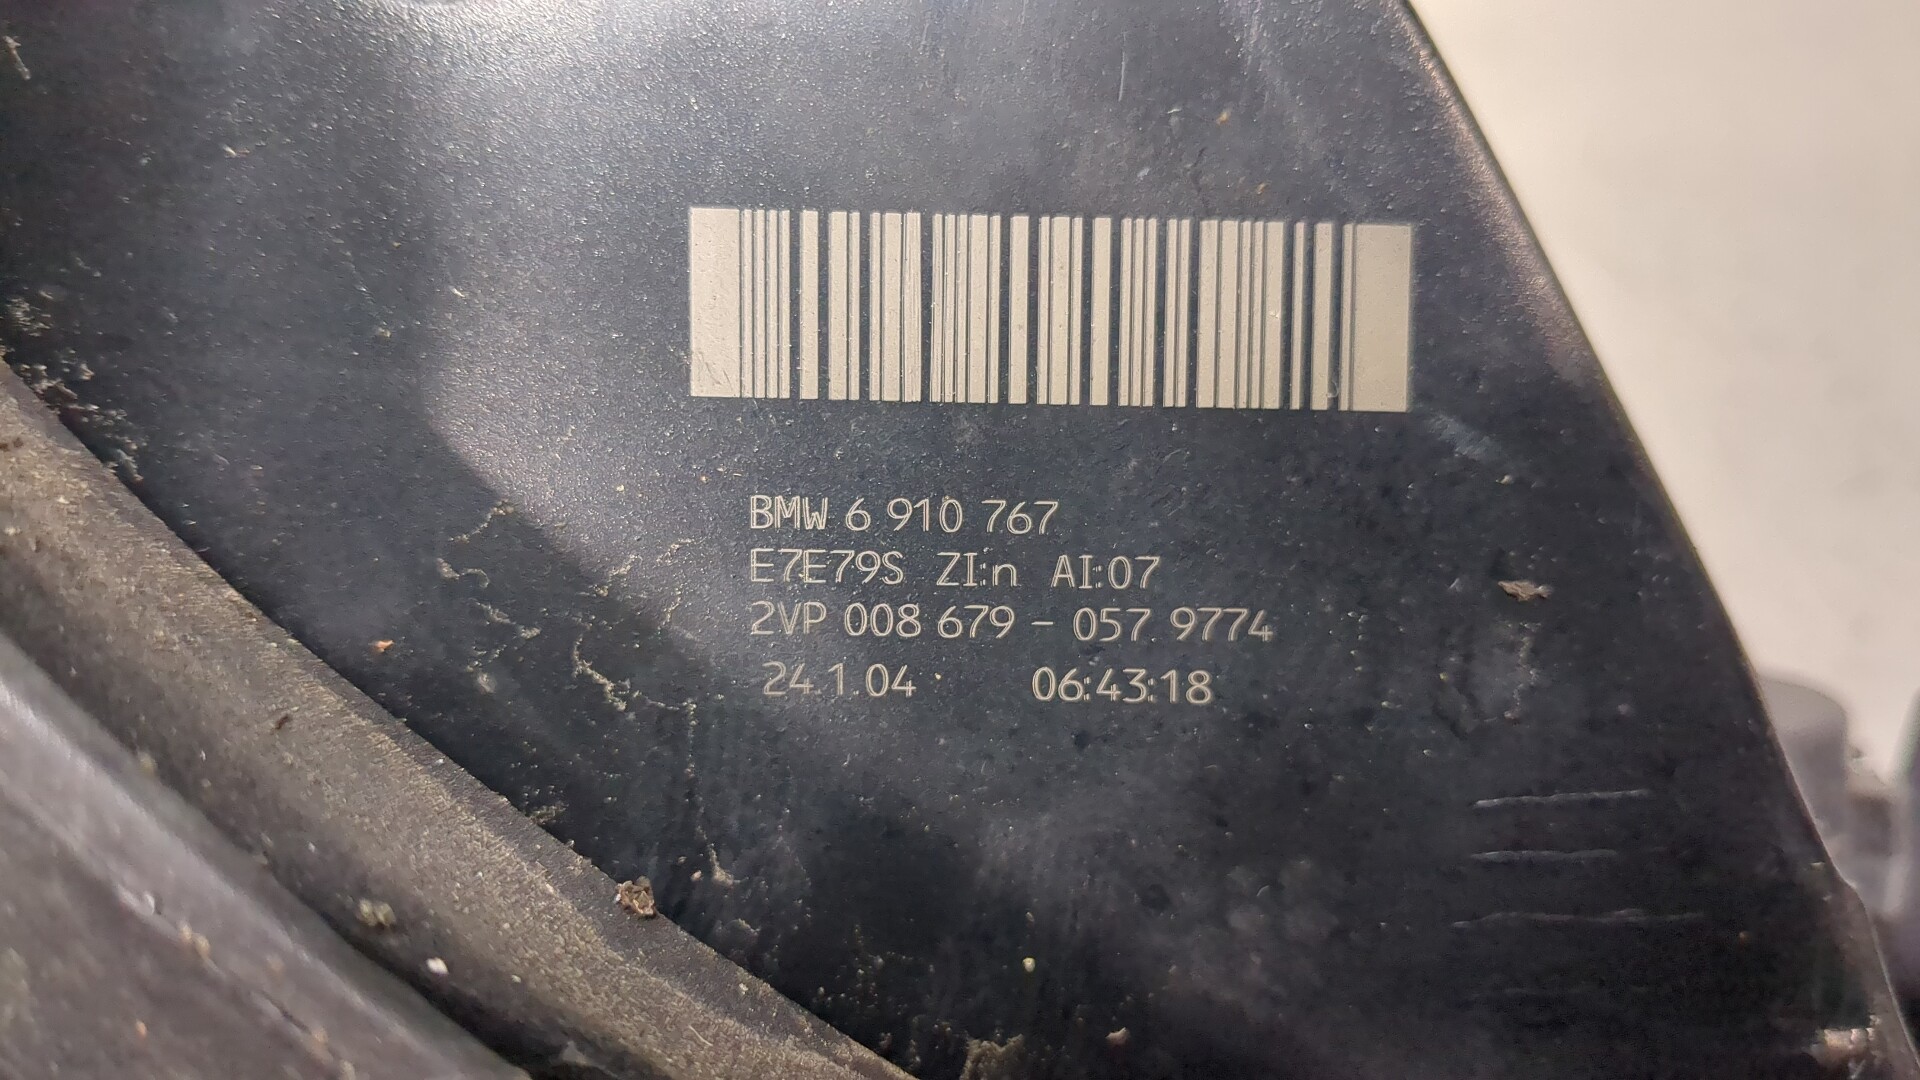 BMW 6 910 767
E7E79S ZI:n AI:07
2VP 008 679 - 057 9774
24.1.04 06:43:18